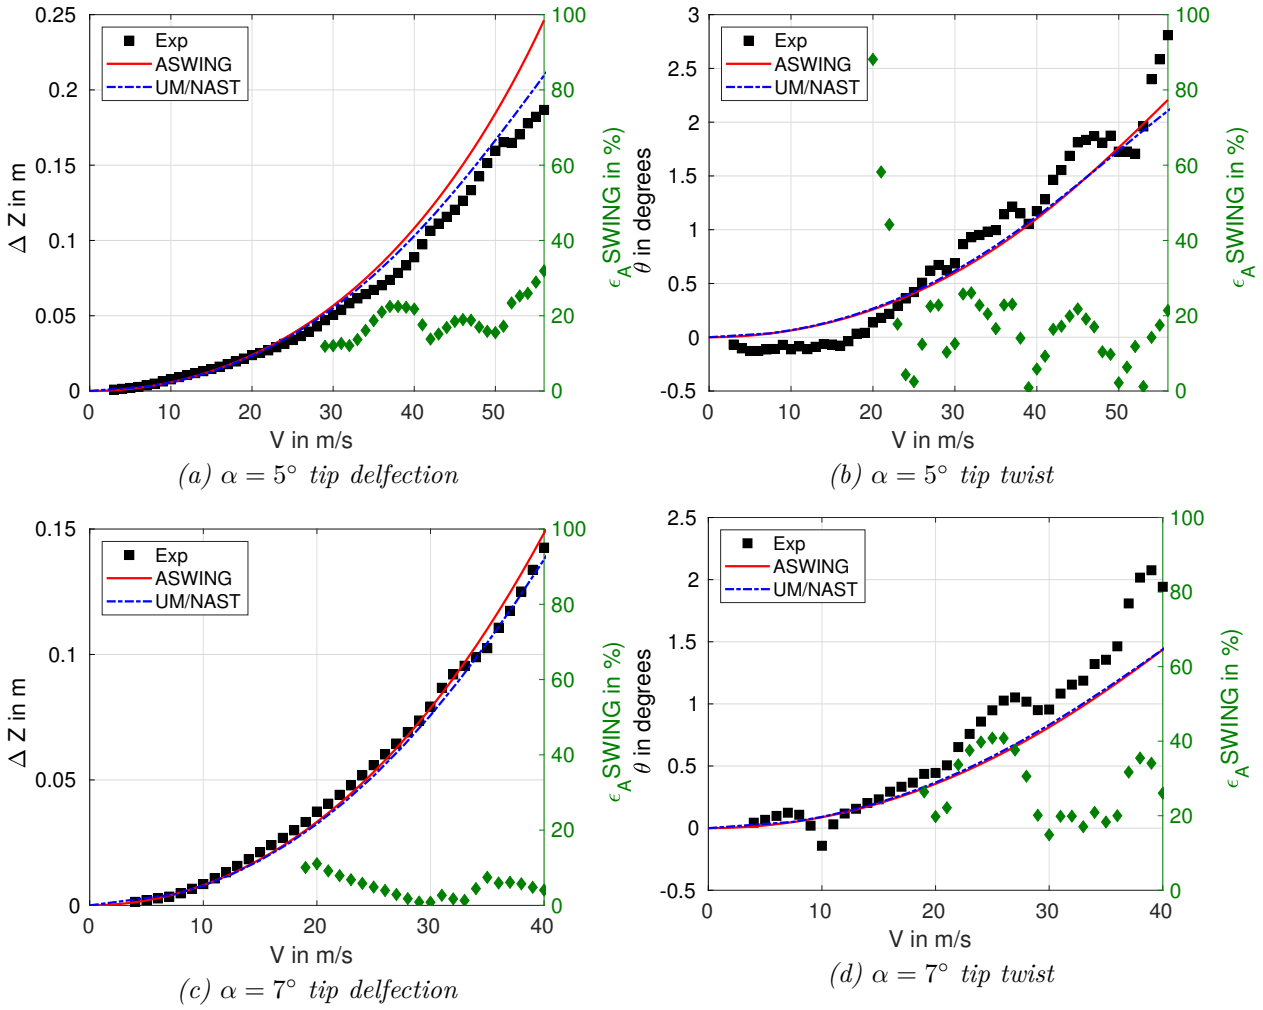 0.25
0.2
0.15
0.1
0.05
0
Δ Z in m
Exp
ASWING
UM/NAST
100
80
60
40
20
0
ϵ_A SWING in %)
0 10 20 30 40 50
V in m/s
(a) α = 5° tip delfection
3
2.5
2
1.5
1
0.5
0
-0.5
θ in degrees
Exp
ASWING
UM/NAST
100
80
60
40
20
0
ϵ_A SWING in %)
0 10 20 30 40 50
V in m/s
(b) α = 5° tip twist
0.15
0.1
0.05
0
Δ Z in m
Exp
ASWING
UM/NAST
100
80
60
40
20
0
ϵ_A SWING in %)
0 10 20 30 40
V in m/s
(c) α = 7° tip delfection
2.5
2
1.5
1
0.5
0
-0.5
θ in degrees
Exp
ASWING
UM/NAST
100
80
60
40
20
0
ϵ_A SWING in %)
0 10 20 30 40
V in m/s
(d) α = 7° tip twist